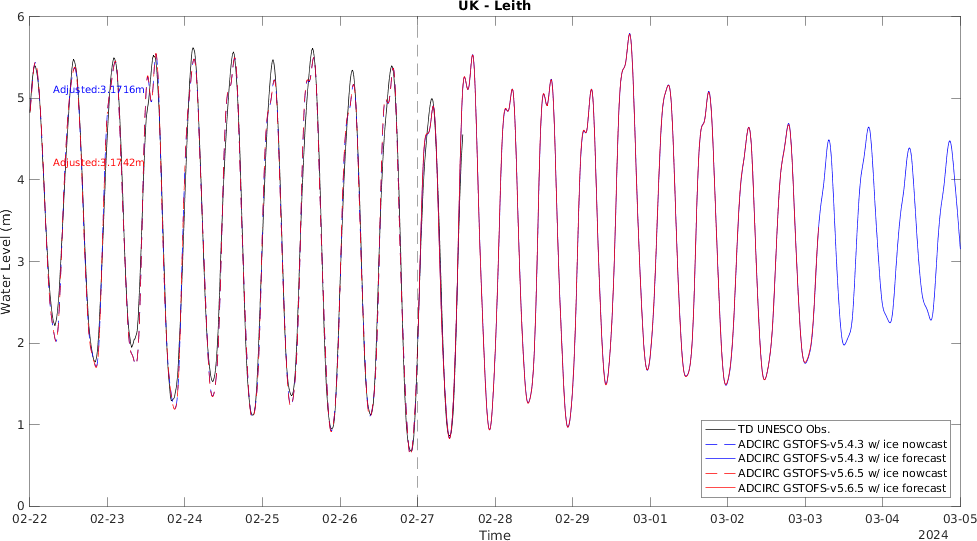 UK - Leith
6
5
4
3
2
1
0
Water Level (m)
Adjusted:3.1716m
Adjusted:3.1742m
TD UNESCO Obs.
ADCIRC GSTOFS-v5.4.3 w/ ice nowcast
ADCIRC GSTOFS-v5.4.3 w/ ice forecast
ADCIRC GSTOFS-v5.6.5 w/ ice nowcast
ADCIRC GSTOFS-v5.6.5 w/ ice forecast
02-22 02-23 02-24 02-25 02-26 02-27 02-28 02-29 03-01 03-02 03-03 03-04 03-05
Time
2024